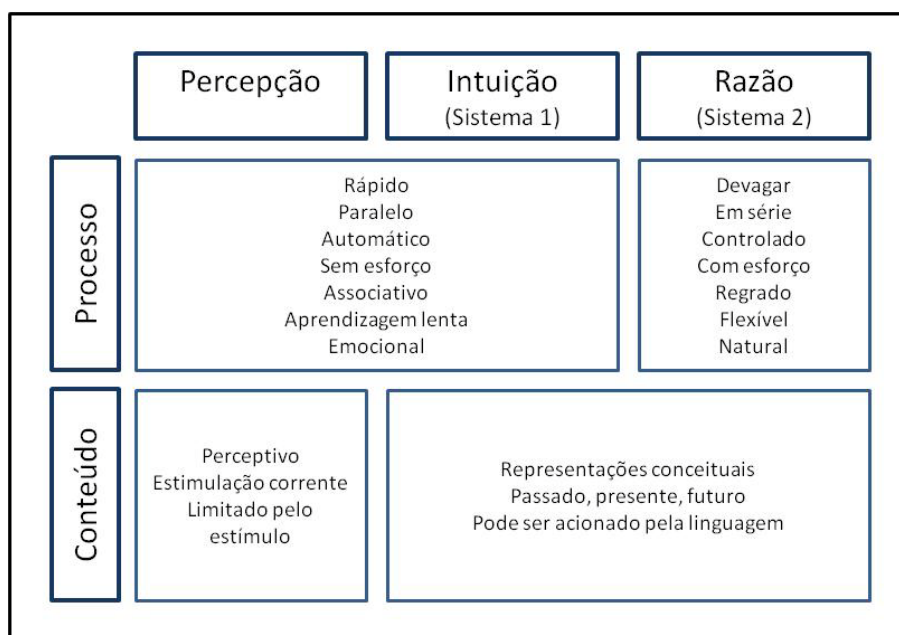 Percepção
Intuição
(Sistema 1)
Razão
(Sistema 2)
Processo
Rápido
Paralelo
Automático
Sem esforço
Associativo
Aprendizagem lenta
Emocional
Devagar
Em série
Controlado
Com esforço
Regrado
Flexível
Natural
Conteúdo
Perceptivo
Estimulação corrente
Limitado pelo
estímulo
Representações conceituais
Passado, presente, futuro
Pode ser acionado pela linguagem